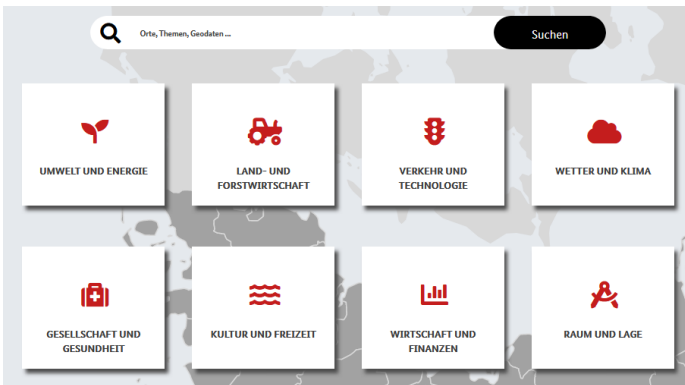 Orte, Themen, Geodaten ...
Suchen
UMWELT UND ENERGIE
LAND- UND
FORSTWIRTSCHAFT
VERKEHR UND
TECHNOLOGIE
WETTER UND KLIMA
GESELLSCHAFT UND
GESUNDHEIT
KULTUR UND FREIZEIT
WIRTSCHAFT UND
FINANZEN
RAUM UND LAGE